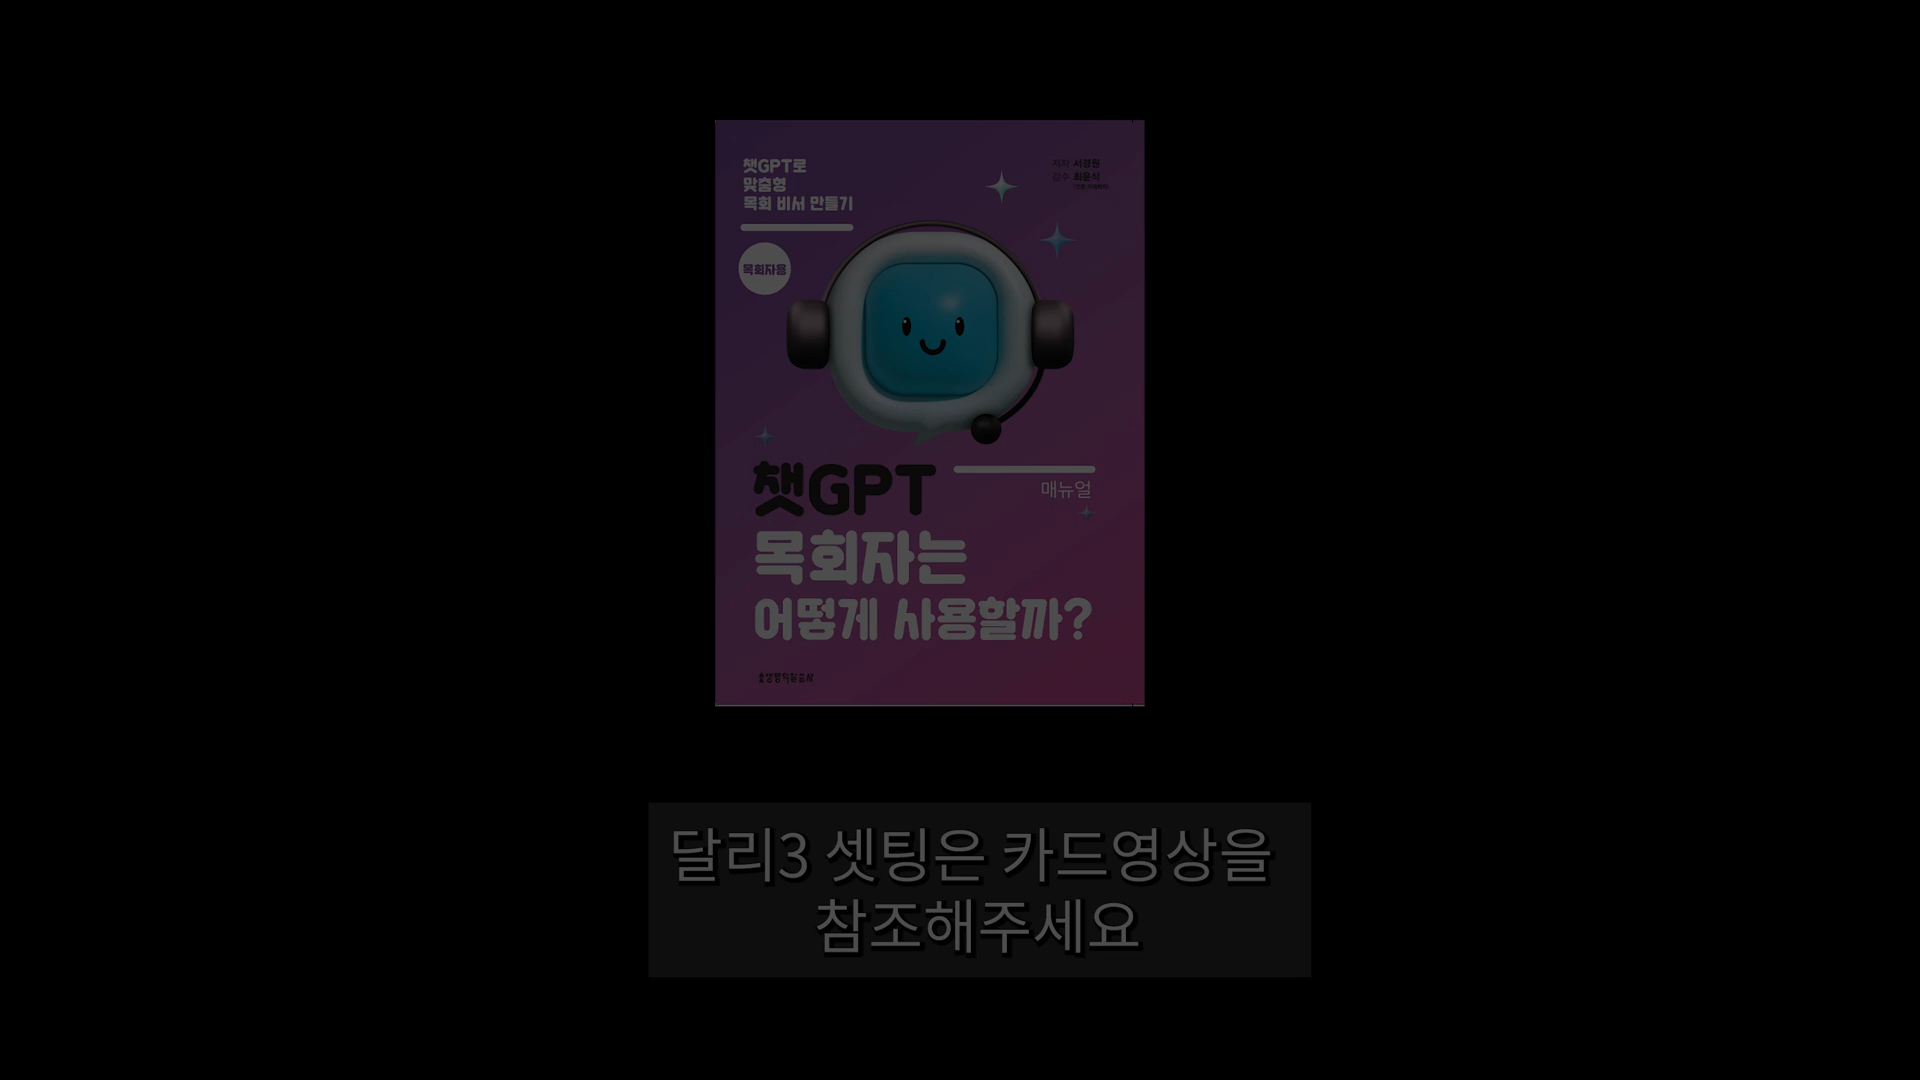 챗GPT로
맞춤형
목회 비서 만들기
저자 서경원
감수 최윤식
목회자용
챗GPT
매뉴얼
목회자는
어떻게 사용할까?
달리3 셋팅은 카드영상을
참조해주세요